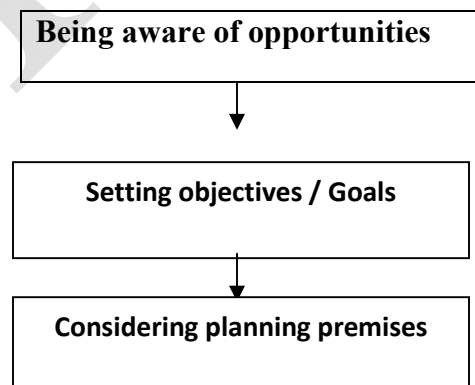 Being aware of opportunities
Setting objectives / Goals
Considering planning premises